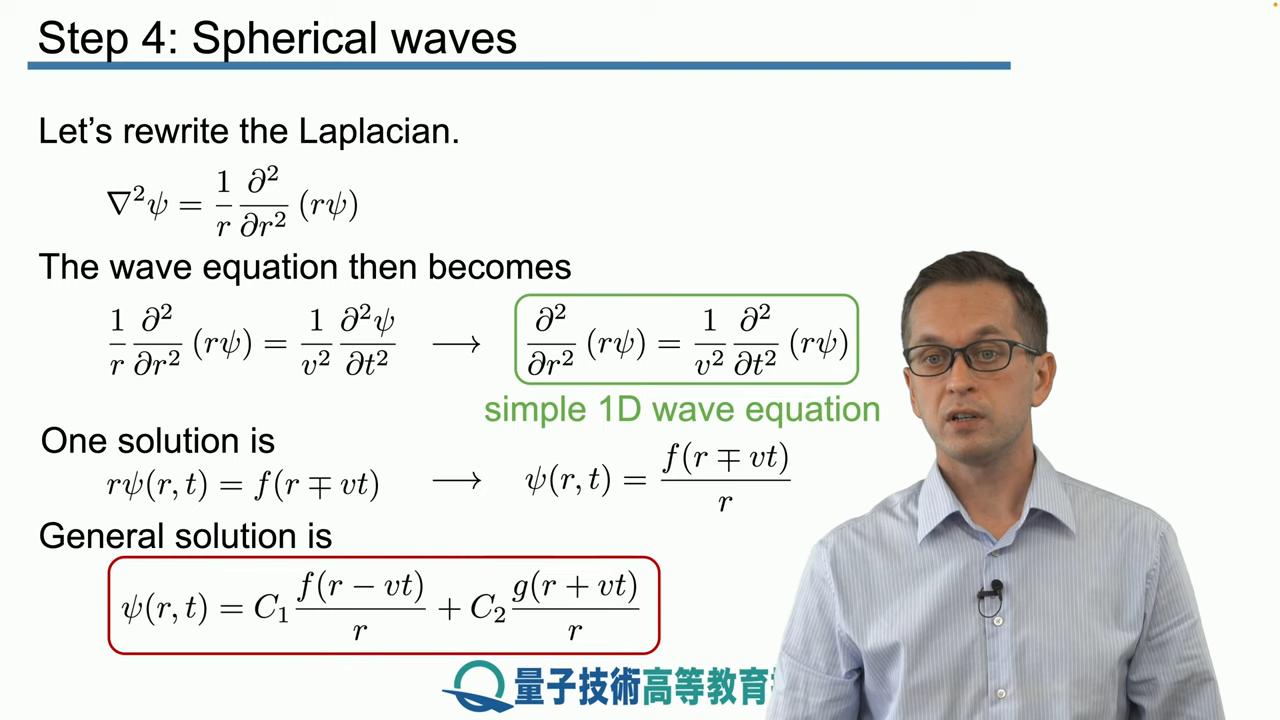 Step 4: Spherical waves
Let's rewrite the Laplacian.
∇²ψ = 1/r ∂²/∂r² (rψ)
The wave equation then becomes
1/r ∂²/∂r² (rψ) = 1/v² ∂²ψ/∂t² ⟶ ∂²/∂r² (rψ) = 1/v² ∂²/∂t² (rψ)
simple 1D wave equation
One solution is
rψ(r, t) = f(r ∓ vt) ⟶ ψ(r, t) = f(r ∓ vt)/r
General solution is
ψ(r, t) = C₁ f(r − vt)/r + C₂ g(r + vt)/r
量子技術高等教育